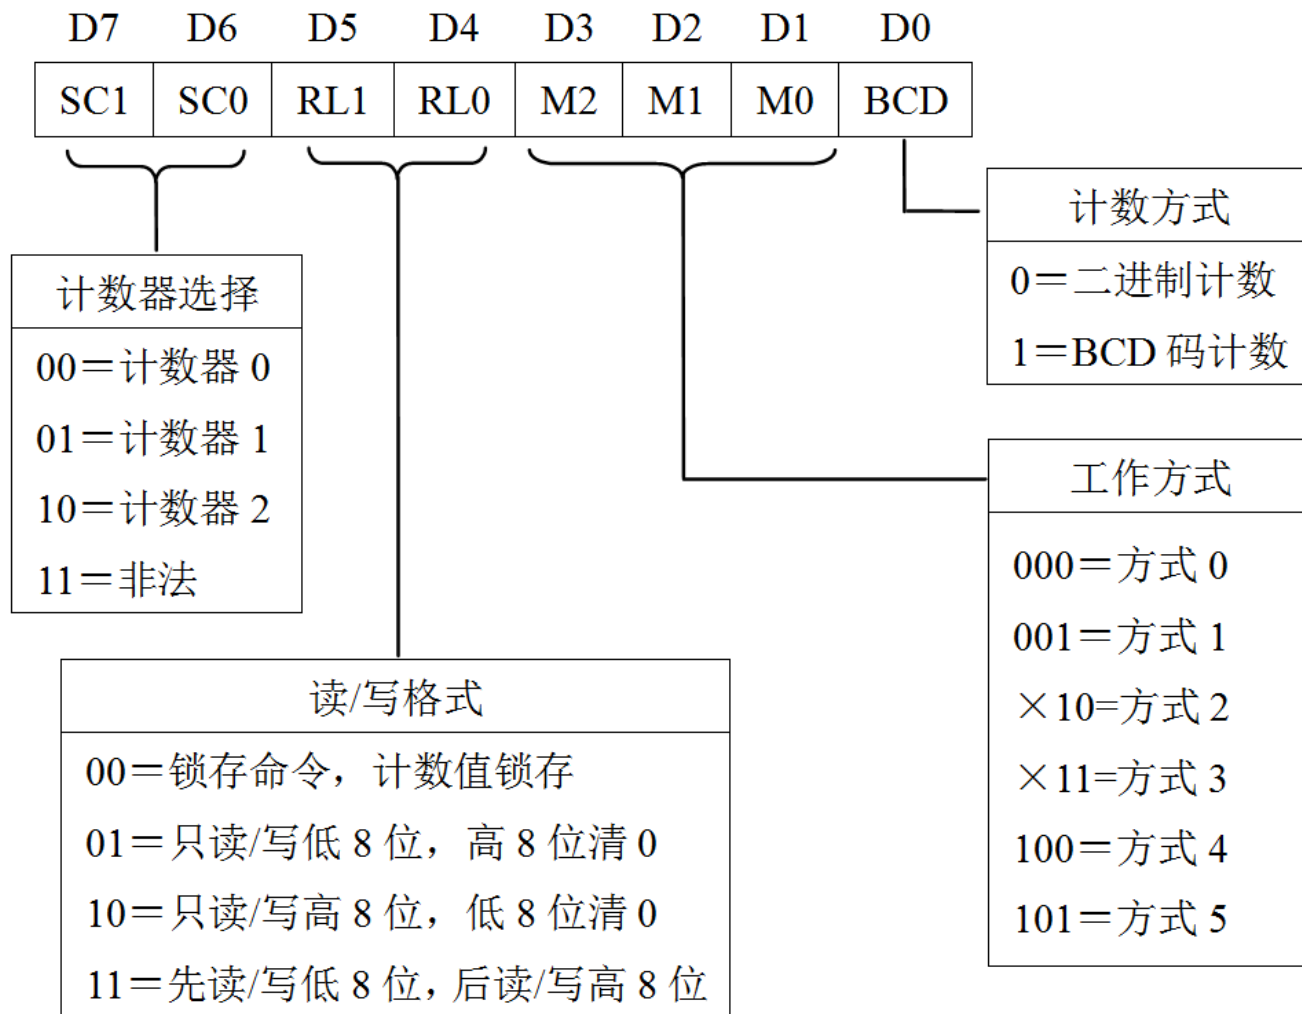 D7 D6 D5 D4 D3 D2 D1 D0
SC1 SC0 RL1 RL0 M2 M1 M0 BCD
计数方式
0＝二进制计数
1＝BCD 码计数
计数器选择
00＝计数器 0
01＝计数器 1
10＝计数器 2
11＝非法
工作方式
000＝方式 0
001＝方式 1
×10=方式 2
×11=方式 3
100＝方式 4
101＝方式 5
读/写格式
00＝锁存命令，计数值锁存
01＝只读/写低 8 位，高 8 位清 0
10＝只读/写高 8 位，低 8 位清 0
11＝先读/写低 8 位，后读/写高 8 位